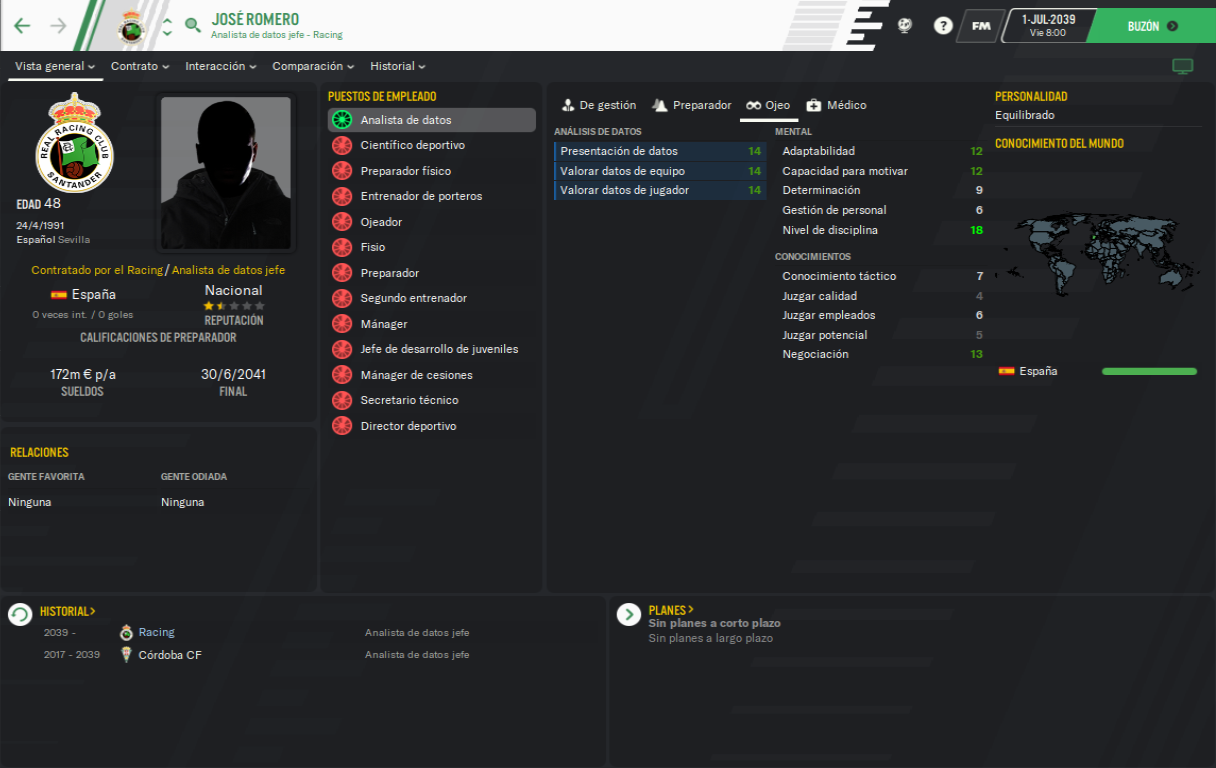 JOSÉ ROMERO
Analista de datos jefe - Racing
?
FM
1-JUL-2039
Vie 8:00
BUZÓN
Vista general
Contrato
Interacción
Comparación
Historial
REAL RACING CLUB
SANTANDER
EDAD 48
24/4/1991
Español Sevilla
Contratado por el Racing / Analista de datos jefe
España
0 veces int. / 0 goles
Nacional
REPUTACIÓN
CALIFICACIONES DE PREPARADOR
172m € p/a
SUELDOS
30/6/2041
FINAL
RELACIONES
GENTE FAVORITA
GENTE ODIADA
Ninguna
Ninguna
PUESTOS DE EMPLEADO
Analista de datos
Científico deportivo
Preparador físico
Entrenador de porteros
Ojeador
Fisio
Preparador
Segundo entrenador
Mánager
Jefe de desarrollo de juveniles
Mánager de cesiones
Secretario técnico
Director deportivo
De gestión
Preparador
Ojeo
Médico
ANÁLISIS DE DATOS
Presentación de datos 14
Valorar datos de equipo 14
Valorar datos de jugador 14
MENTAL
Adaptabilidad 12
Capacidad para motivar 12
Determinación 9
Gestión de personal 6
Nivel de disciplina 18
CONOCIMIENTOS
Conocimiento táctico 7
Juzgar calidad 4
Juzgar empleados 6
Juzgar potencial 5
Negociación 13
PERSONALIDAD
Equilibrado
CONOCIMIENTO DEL MUNDO
España
HISTORIAL >
2039 - Racing Analista de datos jefe
2017 - 2039 Córdoba CF Analista de datos jefe
PLANES >
Sin planes a corto plazo
Sin planes a largo plazo